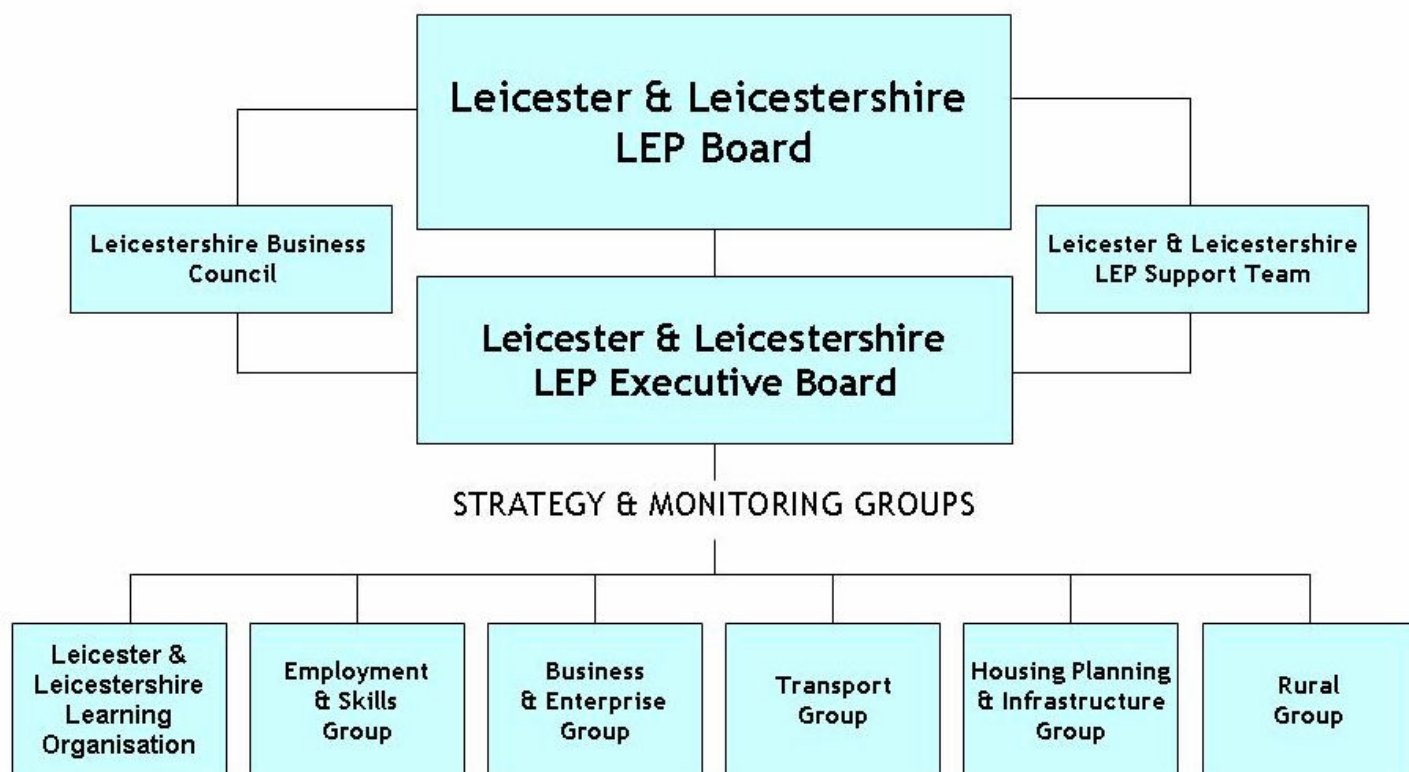 Leicester & Leicestershire
LEP Board
Leicestershire Business
Council
Leicester & Leicestershire
LEP Support Team
Leicester & Leicestershire
LEP Executive Board
STRATEGY & MONITORING GROUPS
Leicester &
Leicestershire
Learning
Organisation
Employment
& Skills
Group
Business
& Enterprise
Group
Transport
Group
Housing Planning
& Infrastructure
Group
Rural
Group